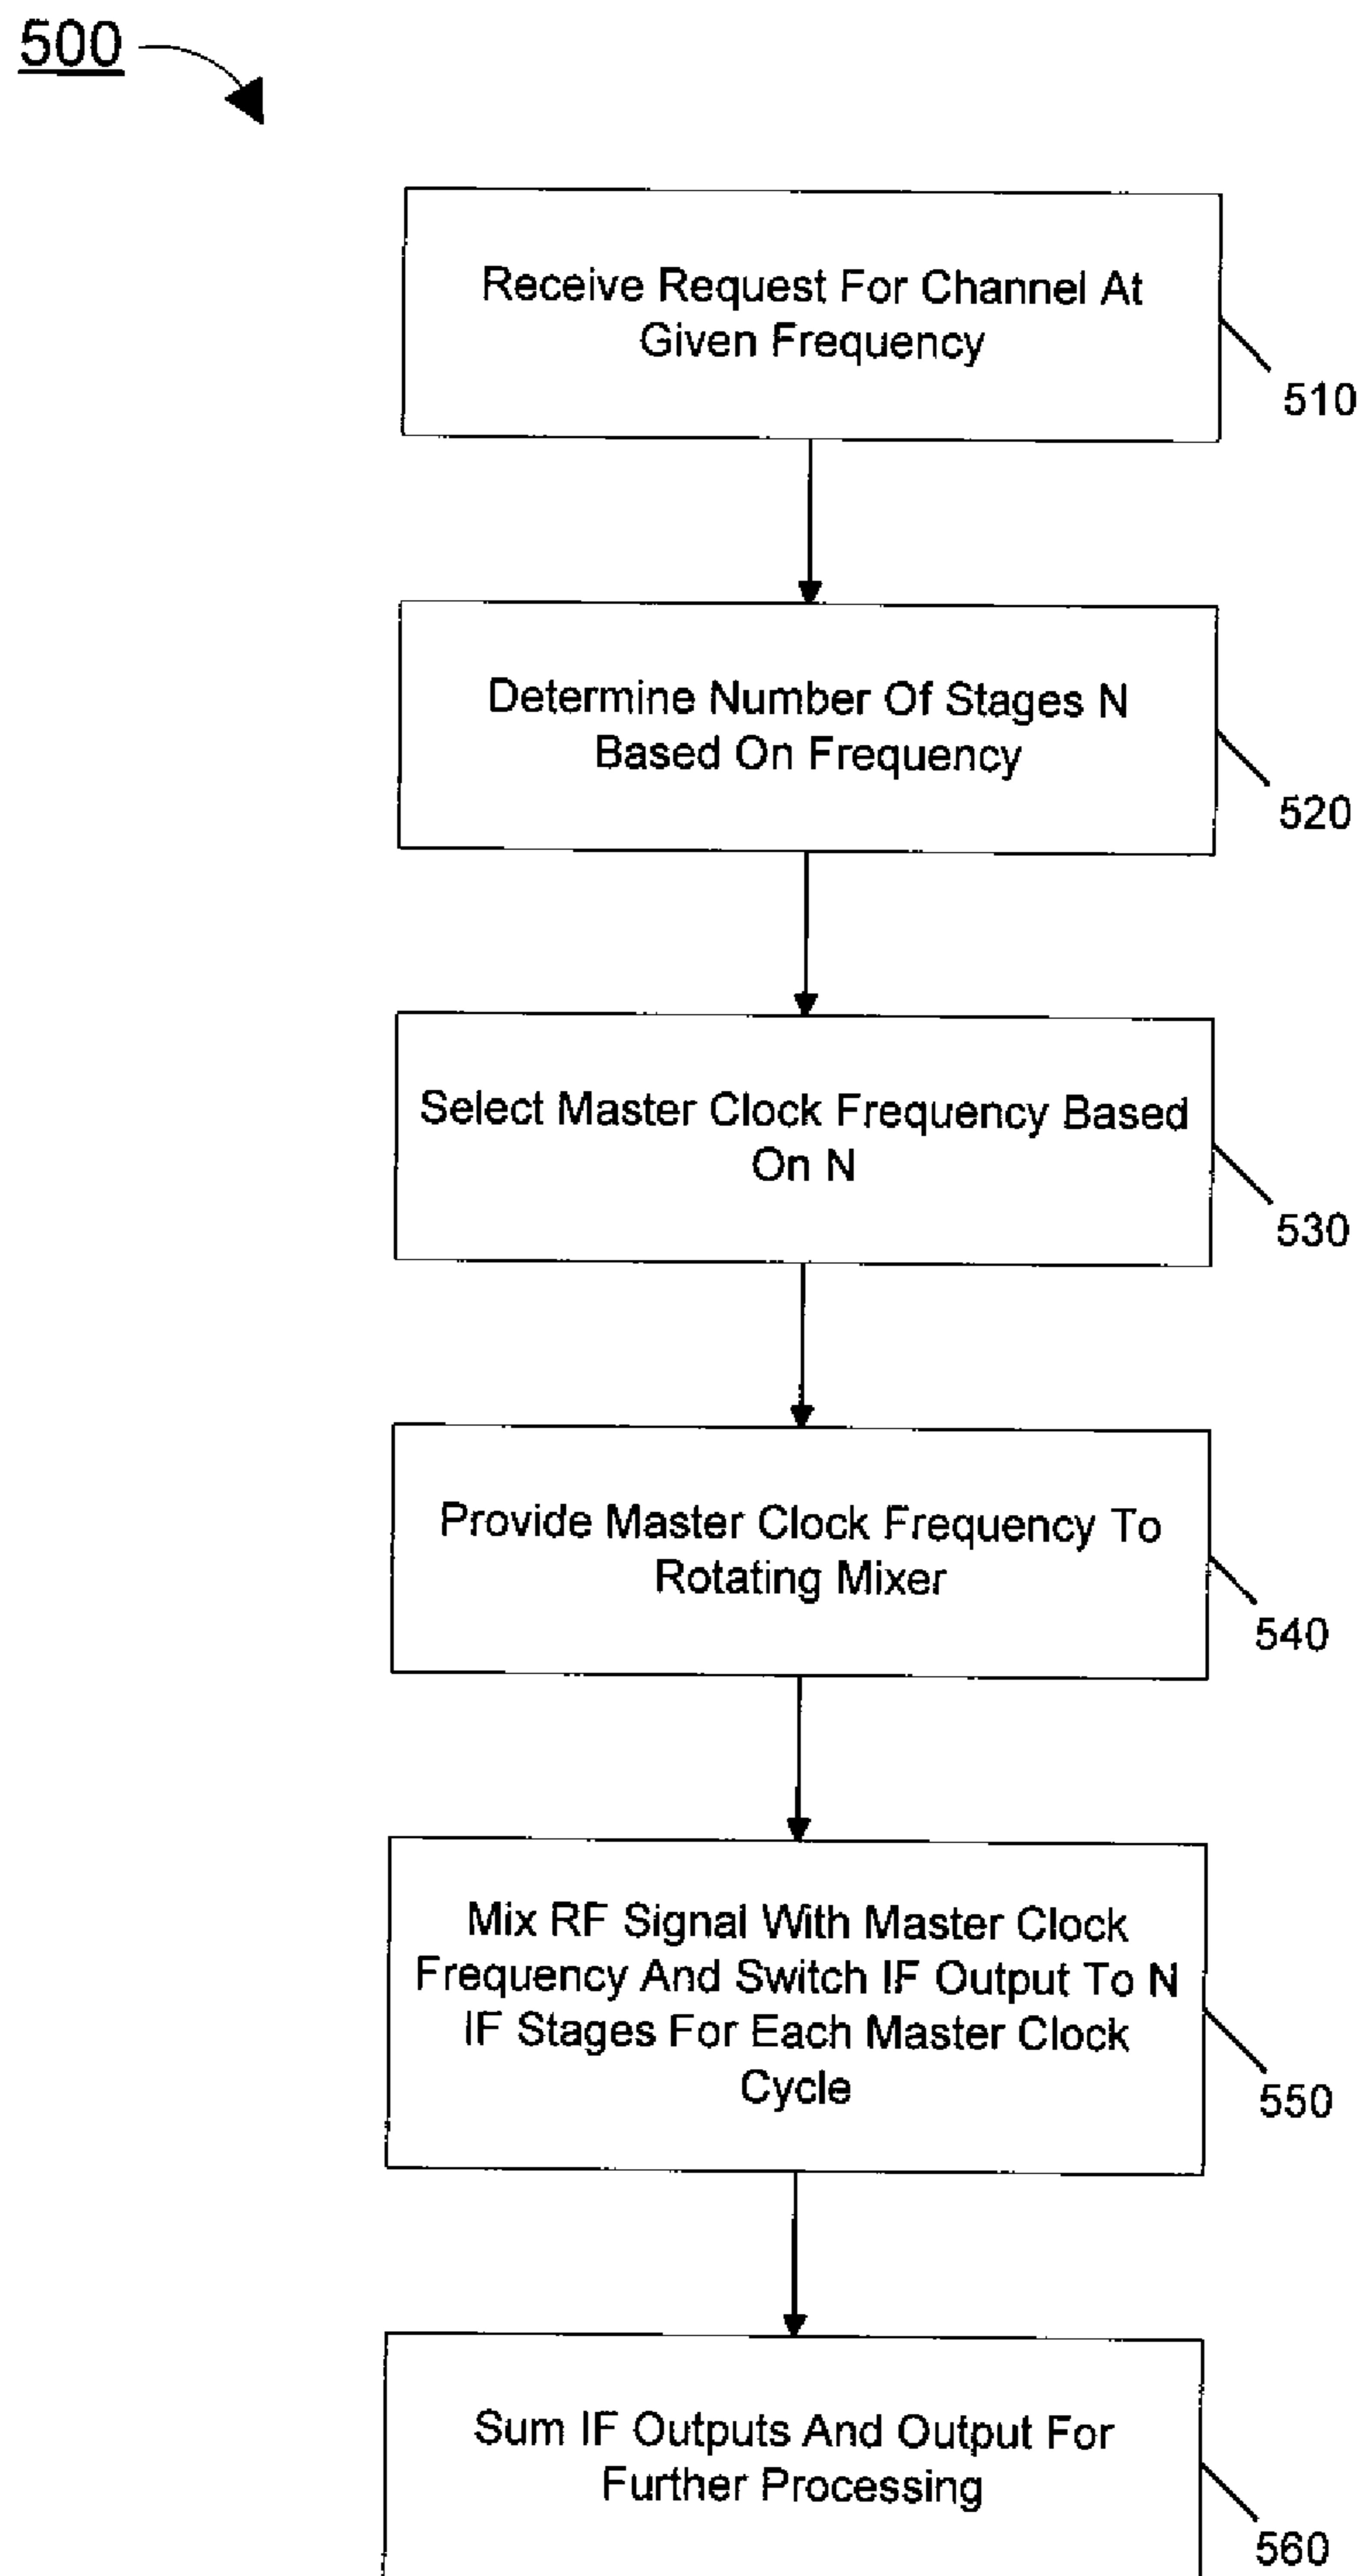 500
Receive Request For Channel At
Given Frequency
510
Determine Number Of Stages N
Based On Frequency
520
Select Master Clock Frequency Based
On N
530
Provide Master Clock Frequency To
Rotating Mixer
540
Mix RF Signal With Master Clock
Frequency And Switch IF Output To N
IF Stages For Each Master Clock
Cycle
550
Sum IF Outputs And Output For
Further Processing
560